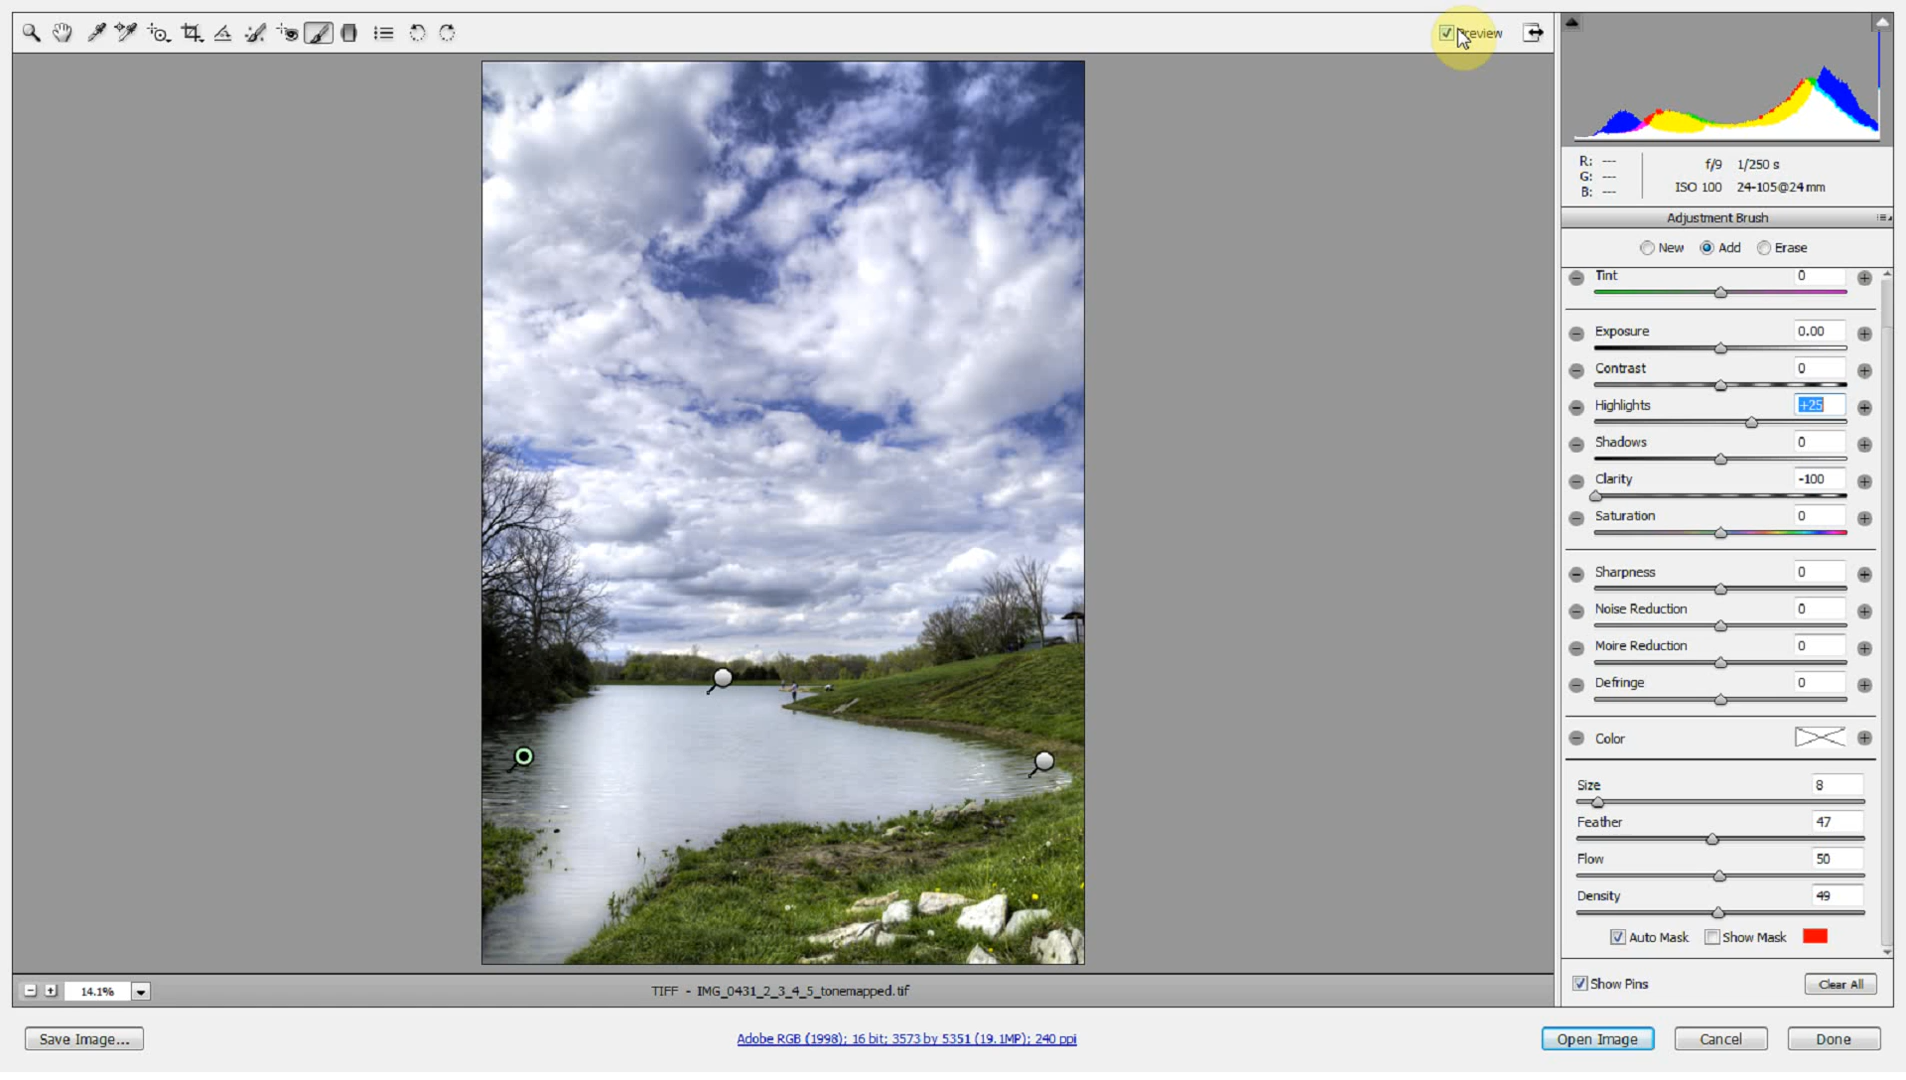 Preview
R: ---
G: ---
B: ---
f/9 1/250 s
ISO 100 24-105@24 mm
Adjustment Brush
New Add Erase
Tint 0
Exposure 0.00
Contrast 0
Highlights +25
Shadows 0
Clarity -100
Saturation 0
Sharpness 0
Noise Reduction 0
Moire Reduction 0
Defringe 0
Color
Size 8
Feather 47
Flow 50
Density 49
Auto Mask Show Mask
Show Pins Clear All
14.1% TIFF - IMG_0431_2_3_4_5_tonemapped.tif
Save Image... Adobe RGB (1998); 16 bit; 3573 by 5351 (19.1MP); 240 ppi Open Image Cancel Done